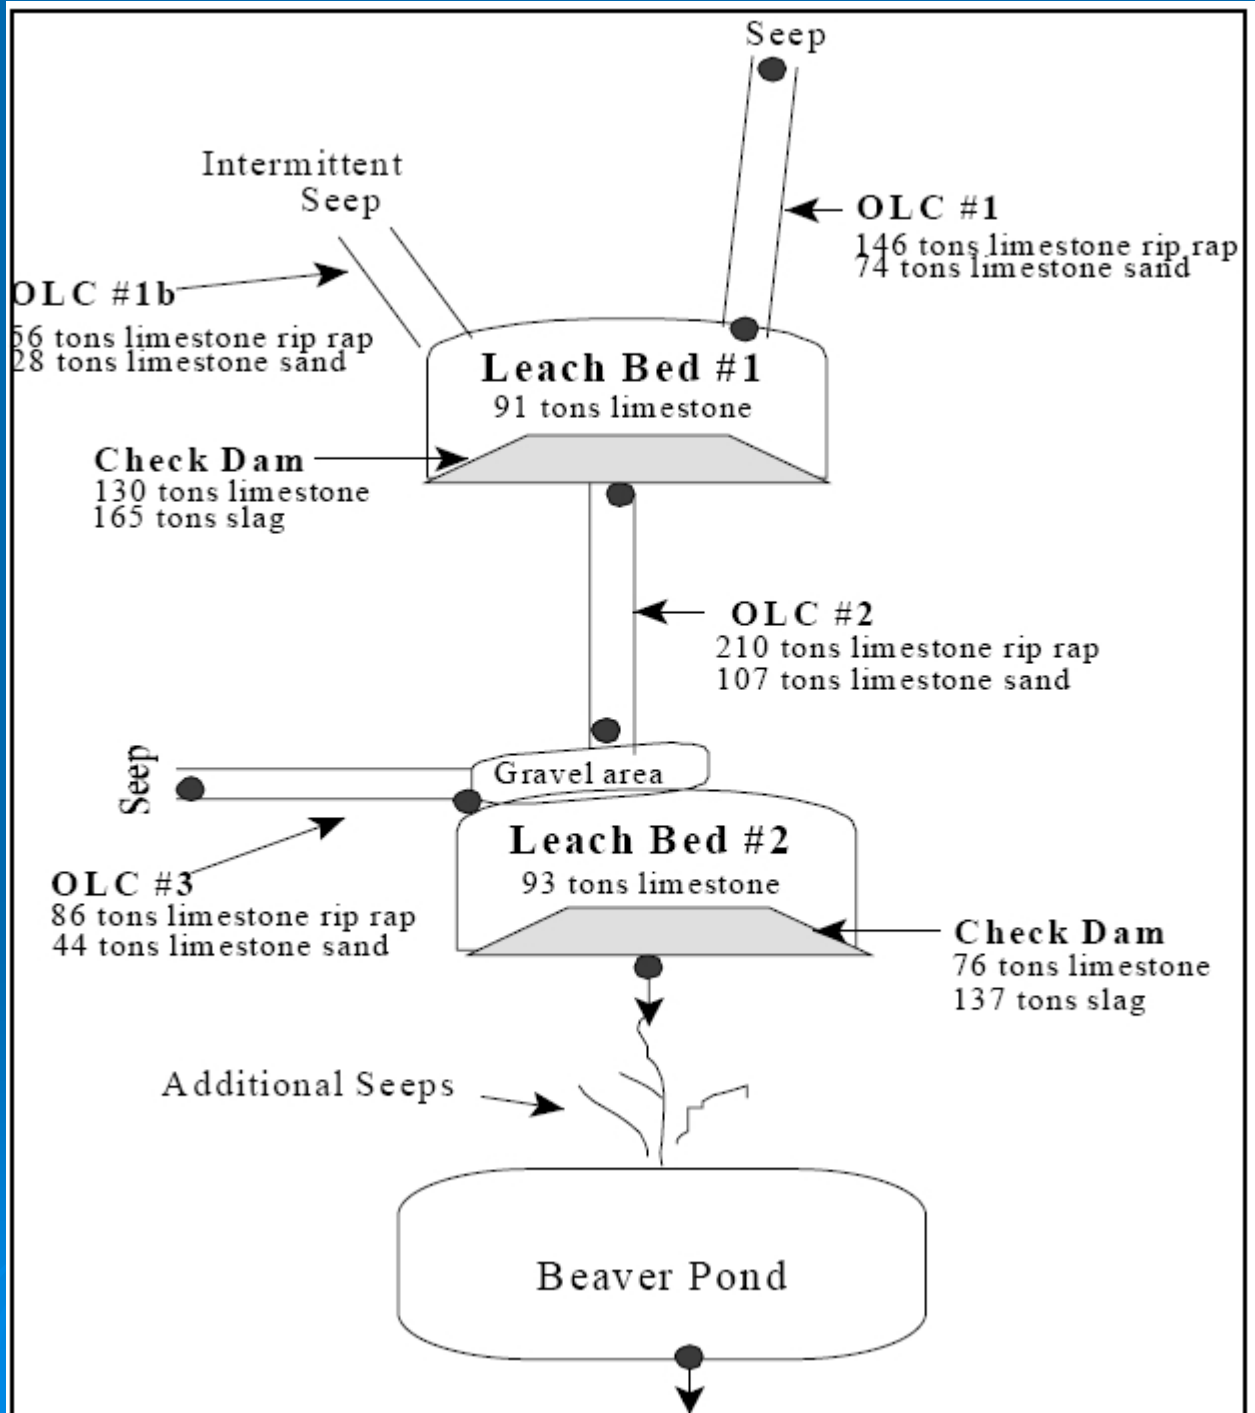 Seep
Intermittent
Seep
OLC #1
146 tons limestone rip rap
74 tons limestone sand
OLC #1b
56 tons limestone rip rap
28 tons limestone sand
Leach Bed #1
91 tons limestone
Check Dam
130 tons limestone
165 tons slag
OLC #2
210 tons limestone rip rap
107 tons limestone sand
Seep
Gravel area
Leach Bed #2
93 tons limestone
OLC #3
86 tons limestone rip rap
44 tons limestone sand
Check Dam
76 tons limestone
137 tons slag
Additional Seeps
Beaver Pond